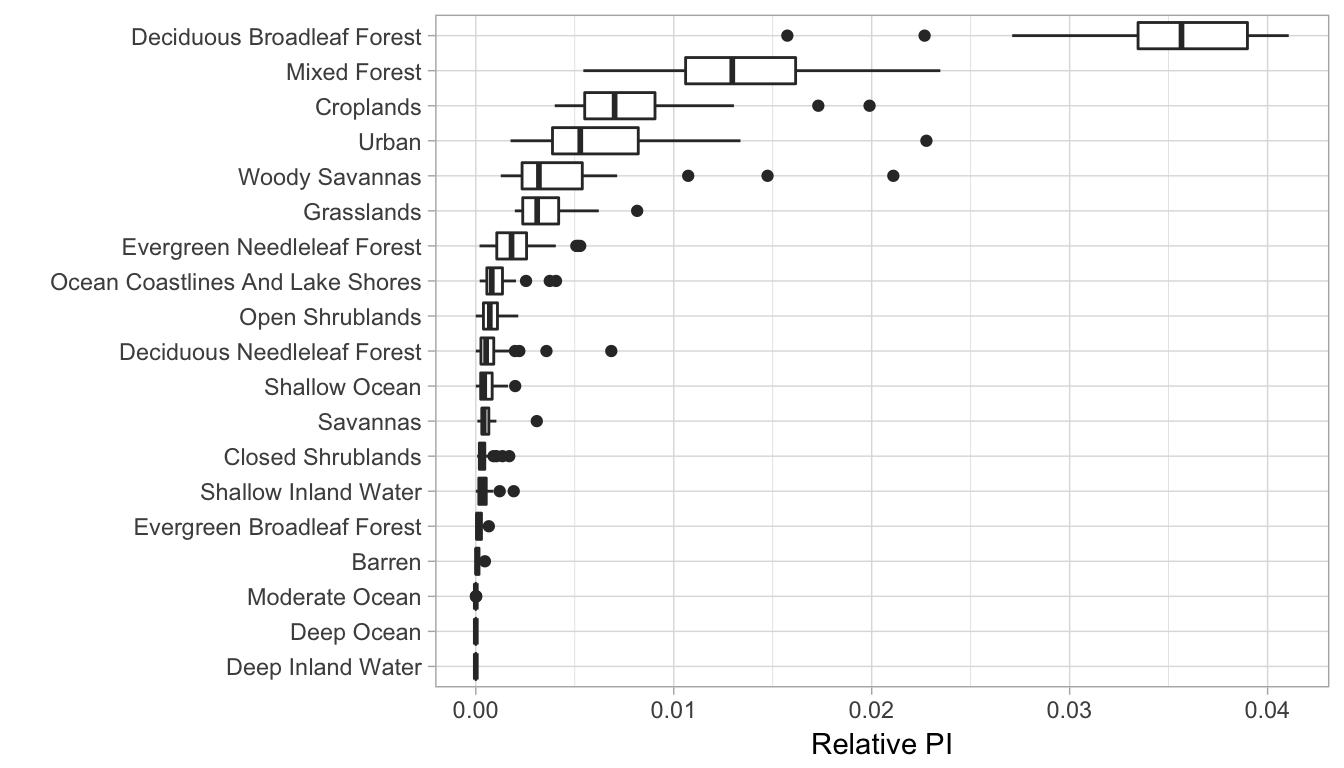 Deciduous Broadleaf Forest
Mixed Forest
Croplands
Urban
Woody Savannas
Grasslands
Evergreen Needleleaf Forest
Ocean Coastlines And Lake Shores
Open Shrublands
Deciduous Needleleaf Forest
Shallow Ocean
Savannas
Closed Shrublands
Shallow Inland Water
Evergreen Broadleaf Forest
Barren
Moderate Ocean
Deep Ocean
Deep Inland Water
0.00 0.01 0.02 0.03 0.04
Relative PI